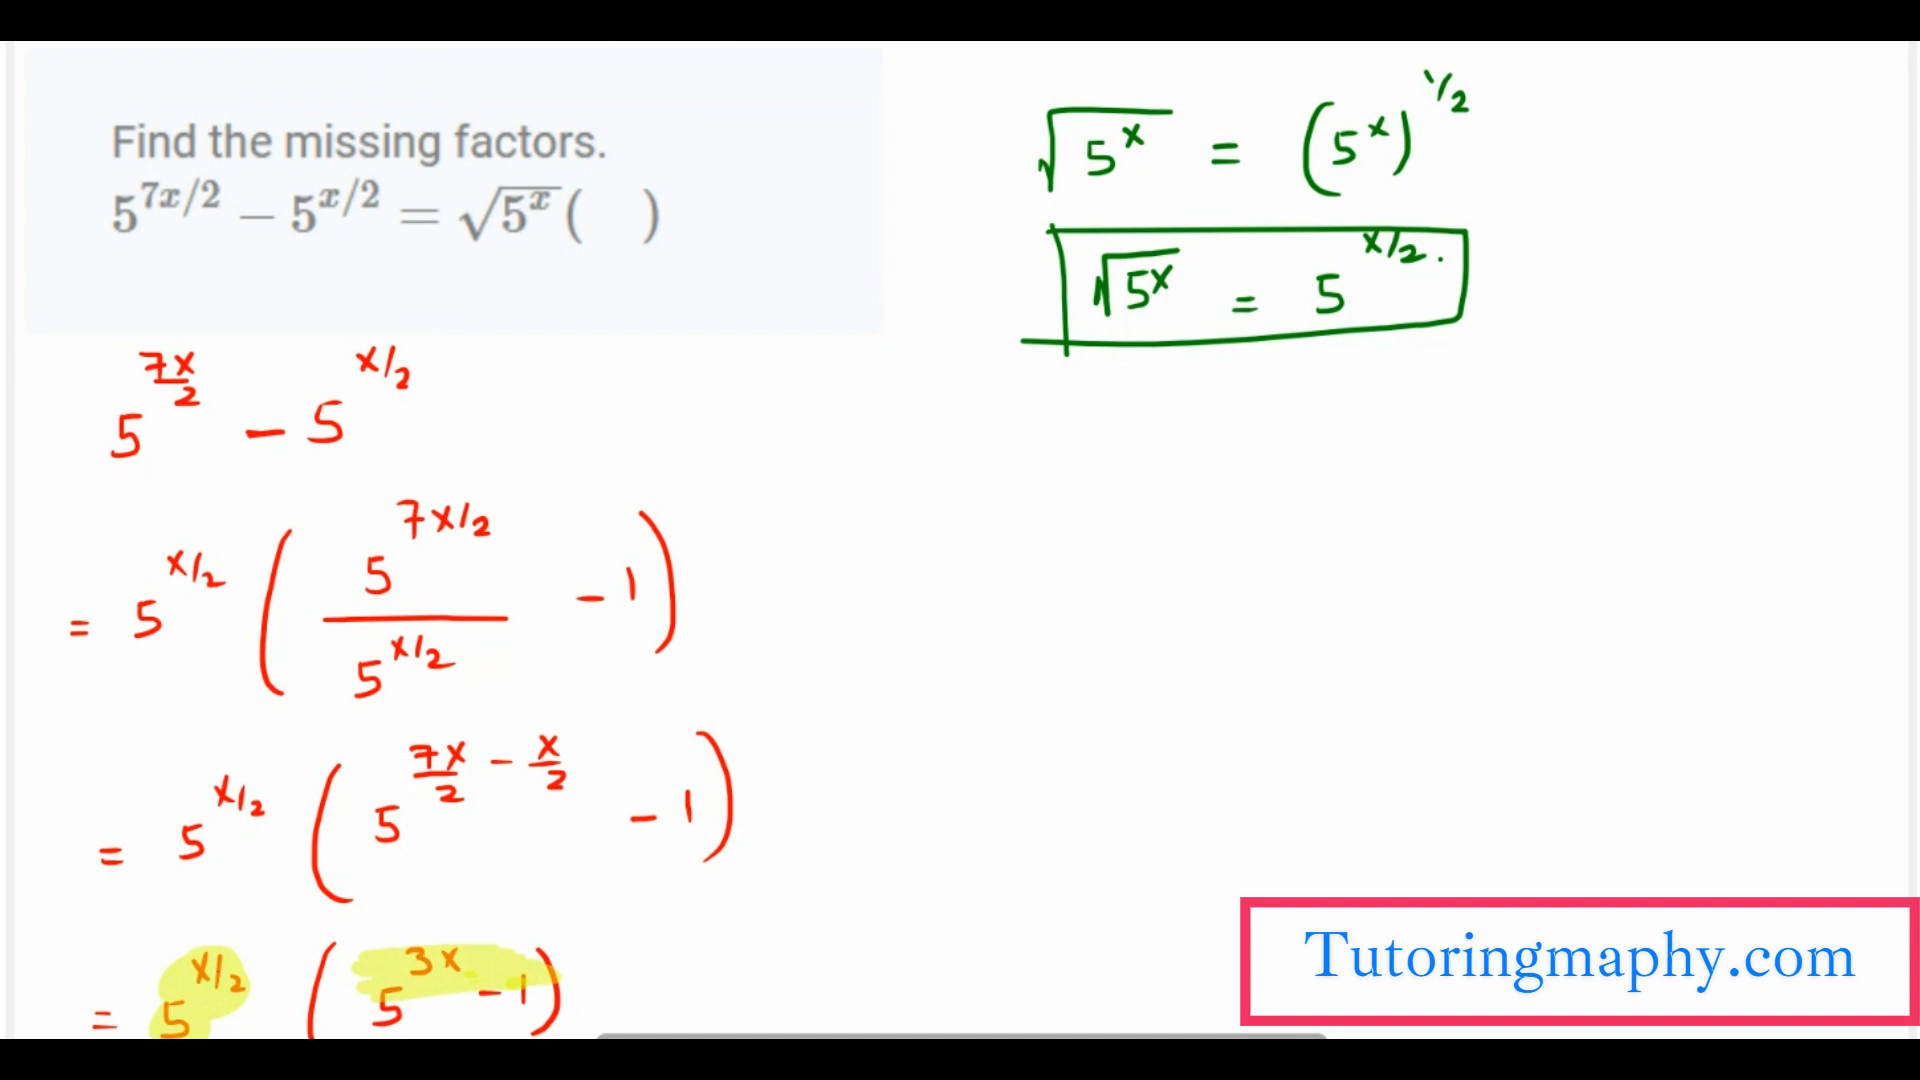 Find the missing factors.
5^{7x/2} − 5^{x/2} = √(5^x) (   )
√(5^x) = (5^x)^{1/2}
√(5^x) = 5^{x/2}.
5^{7x/2} − 5^{x/2}
= 5^{x/2} ( 5^{7x/2} / 5^{x/2} − 1 )
= 5^{x/2} ( 5^{7x/2 − x/2} − 1 )
= 5^{x/2} ( 5^{3x} − 1 )
Tutoringmaphy.com